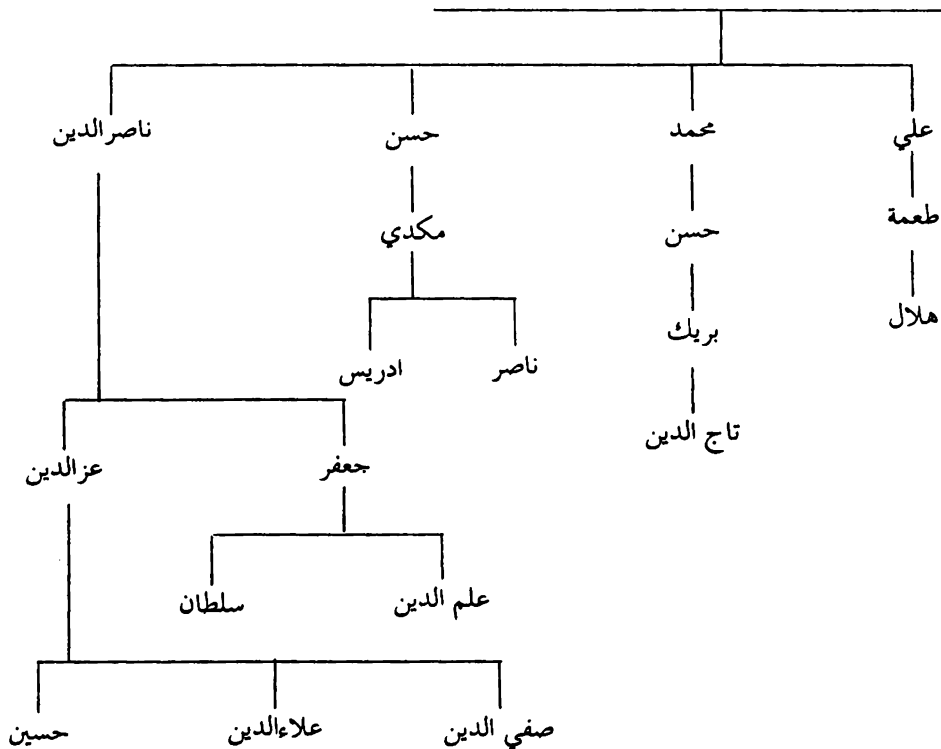 علي محمد حسن ناصرالدين
طعمة حسن مكدي
هلال بريك ناصر ادريس
تاج الدين
جعفر عزالدين
علم الدين سلطان
صفي الدين علاءالدين حسين